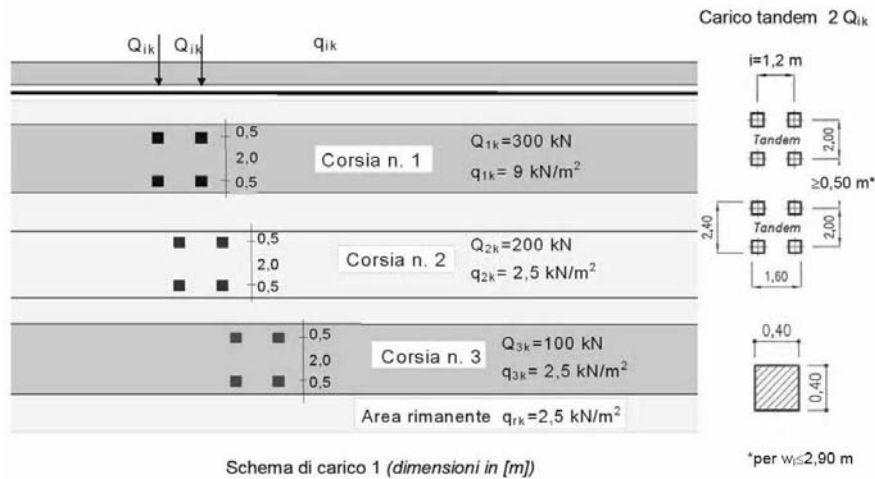 Carico tandem 2 Qik
Qik Qik qik
i=1,2 m
0,5
2,0
0,5
Corsia n. 1
Q1k=300 kN
q1k= 9 kN/m²
Tandem
2,00
≥0,50 m*
0,5
2,0
0,5
Corsia n. 2
Q2k=200 kN
q2k= 2,5 kN/m²
2,40
Tandem
2,00
1,60
0,5
2,0
0,5
Corsia n. 3
Q3k=100 kN
q3k= 2,5 kN/m²
0,40
0,40
Area rimanente qrk=2,5 kN/m²
*per wl≤2,90 m
Schema di carico 1 (dimensioni in [m])